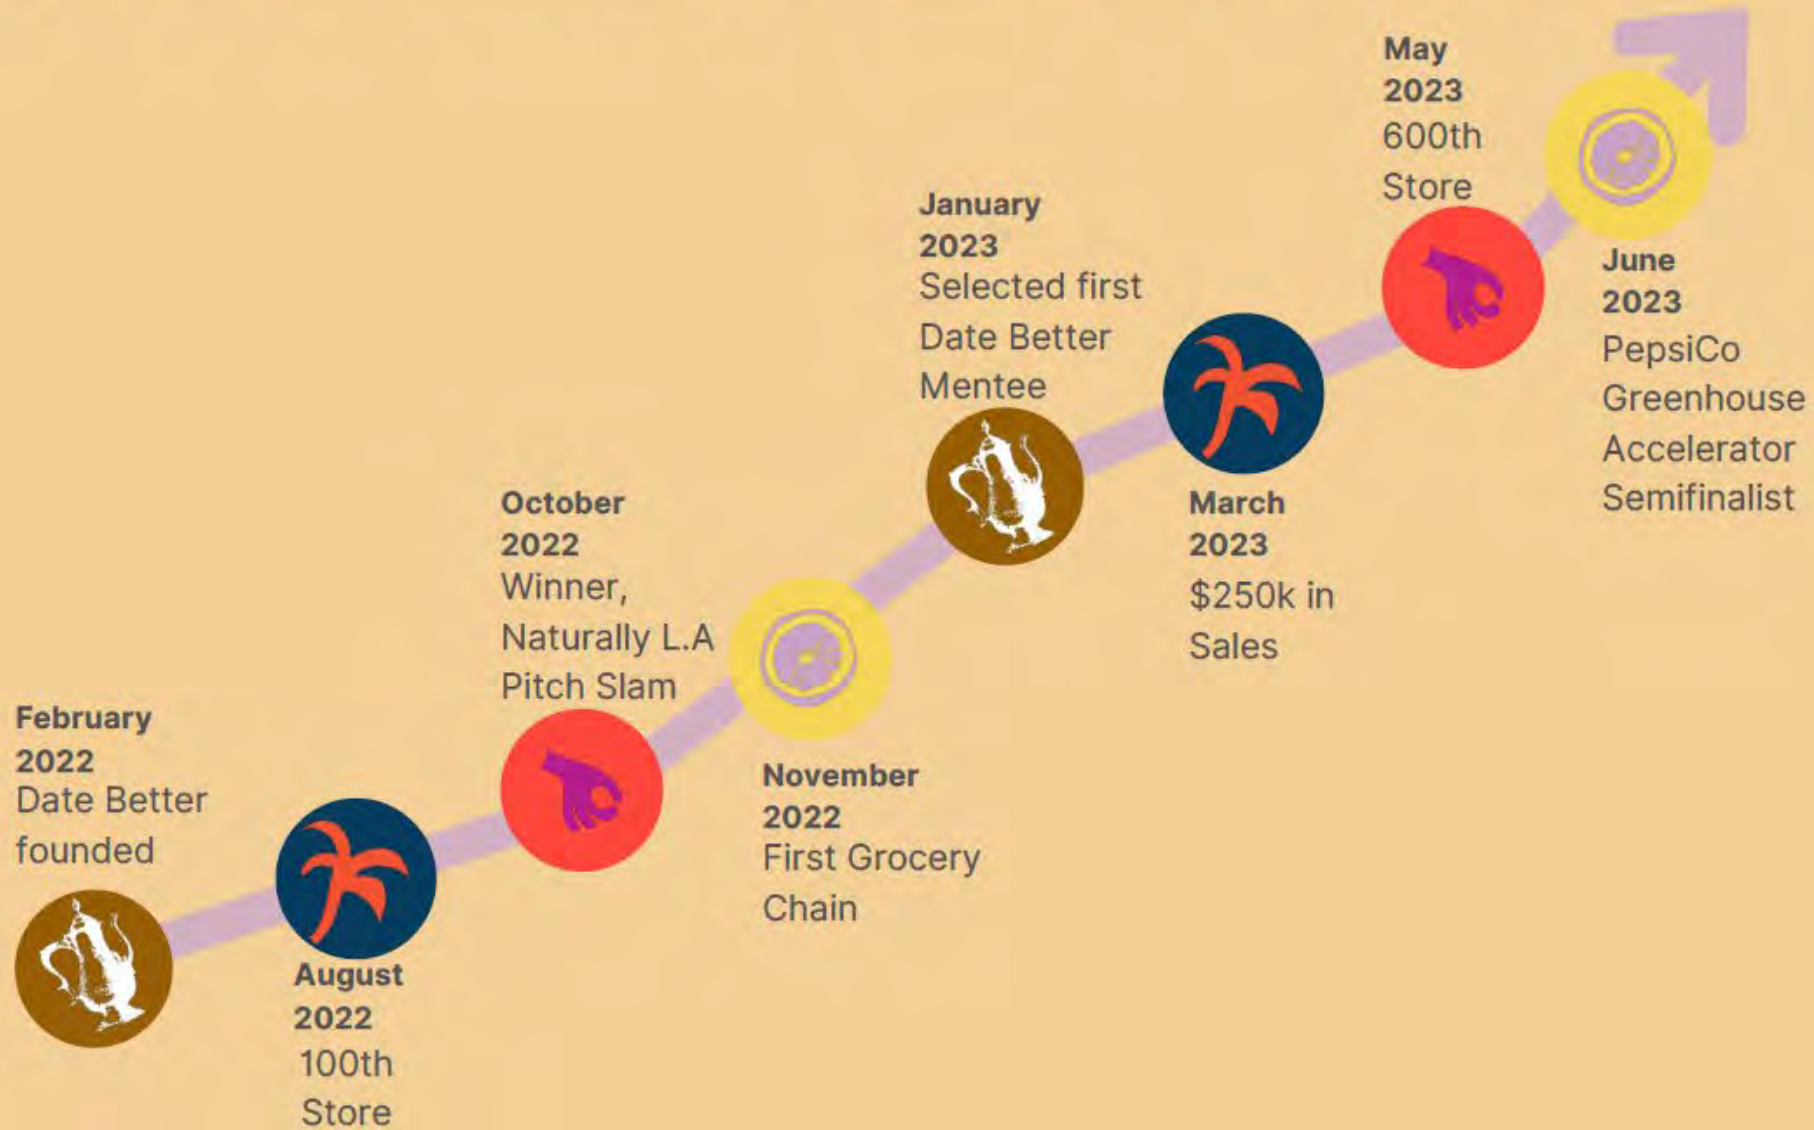 February
2022
Date Better
founded
August
2022
100th
Store
October
2022
Winner,
Naturally L.A
Pitch Slam
November
2022
First Grocery
Chain
January
2023
Selected first
Date Better
Mentee
March
2023
$250k in
Sales
May
2023
600th
Store
June
2023
PepsiCo
Greenhouse
Accelerator
Semifinalist